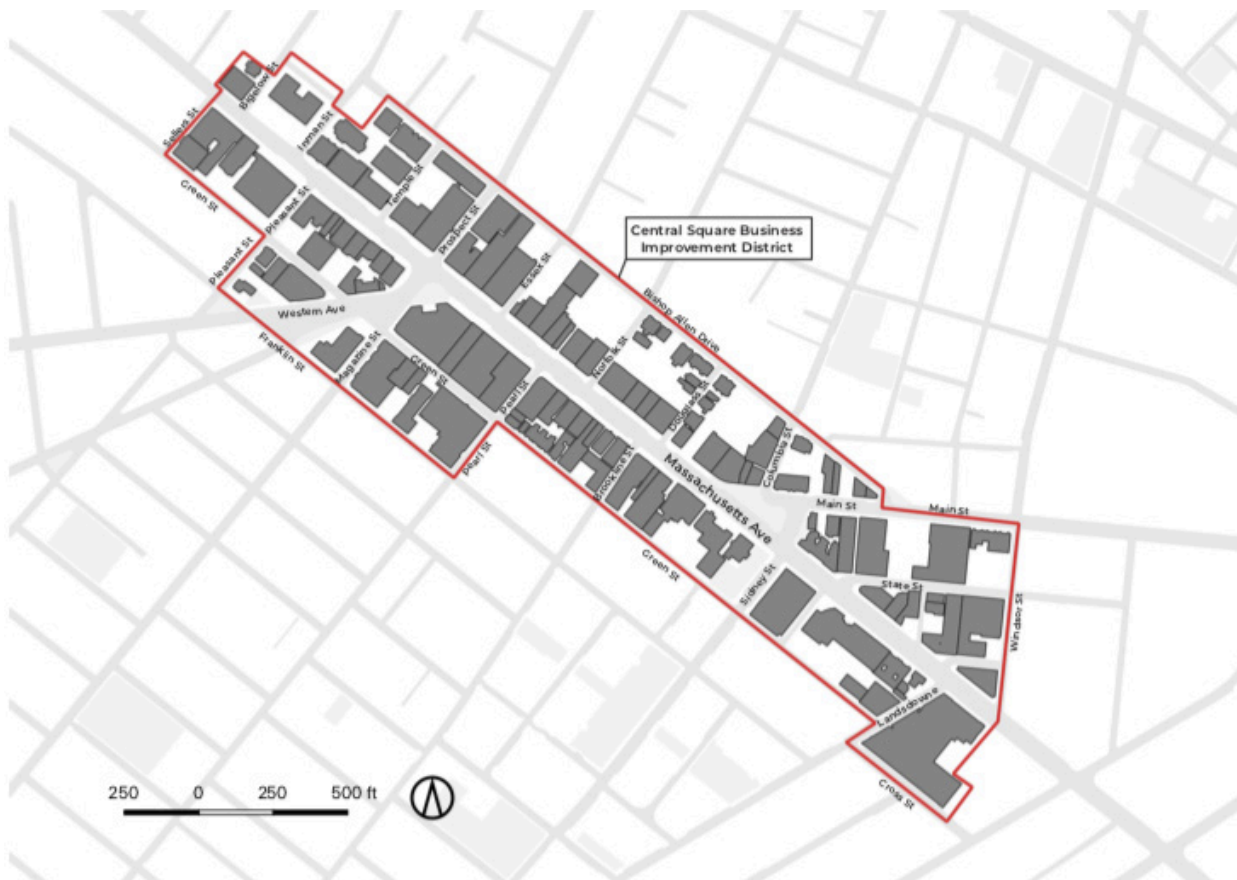 Bigelow St
Sellers St
Inman St
Green St
Temple St
Pleasant St
Prospect St
Pleasant St
Essex St
Central Square Business
Improvement District
Bishop Allen Drive
Western Ave
Franklin St
Magazine St
Green St
Norfolk St
Pearl St
Douglass St
Pearl St
Brookline St
Columbia St
Massachusetts Ave
Main St
Main St
Green St
Sidney St
State St
Windsor St
Landsdowne
Cross St
250 0 250 500 ft